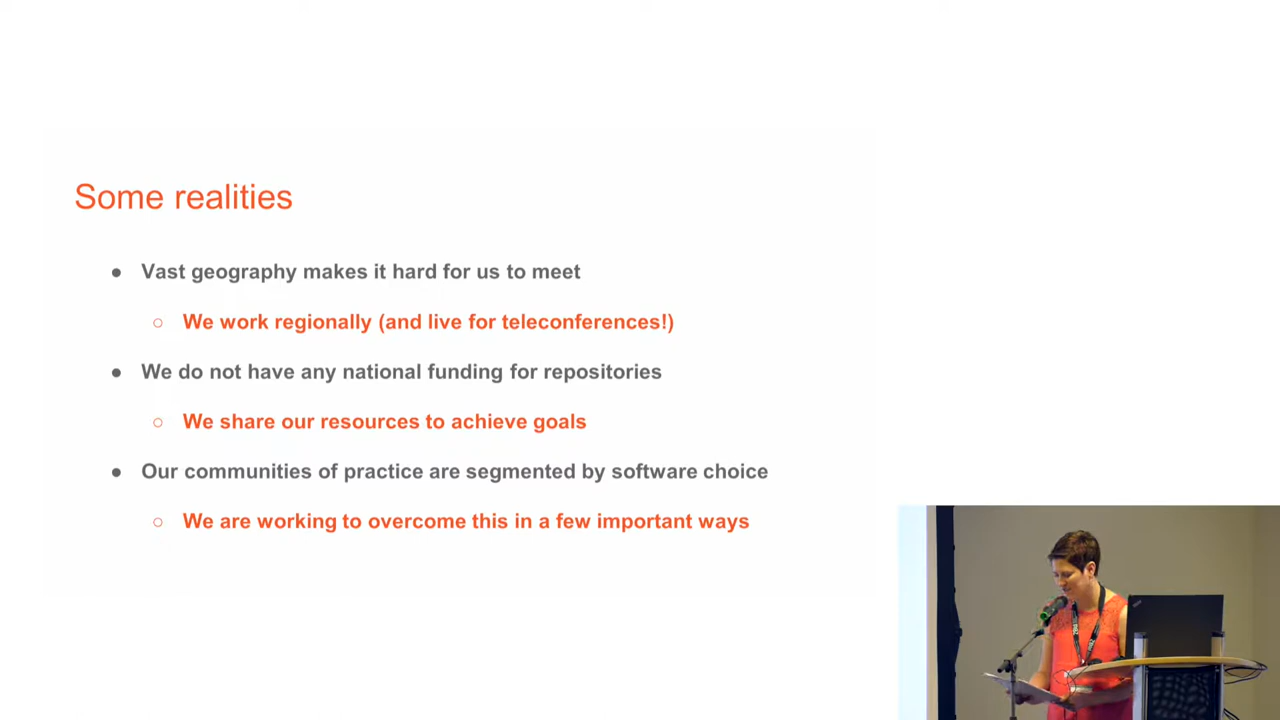 Some realities
● Vast geography makes it hard for us to meet
○ We work regionally (and live for teleconferences!)
● We do not have any national funding for repositories
○ We share our resources to achieve goals
● Our communities of practice are segmented by software choice
○ We are working to overcome this in a few important ways